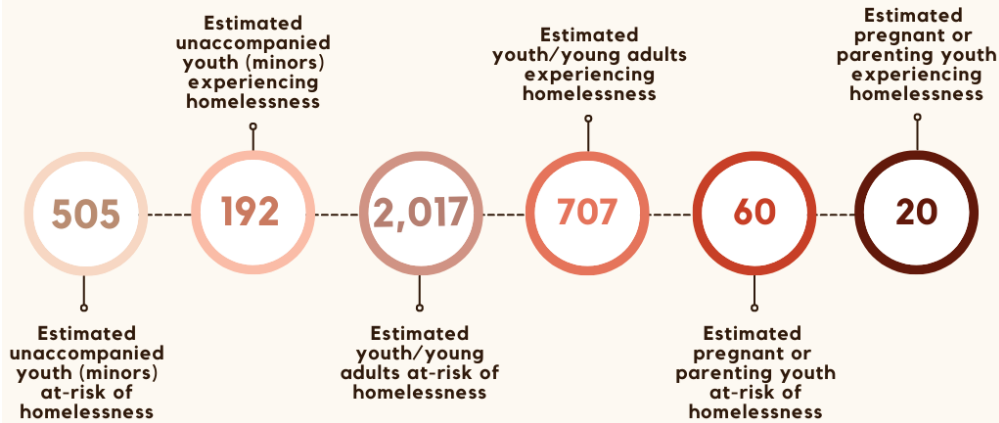 Estimated
unaccompanied
youth (minors)
experiencing
homelessness
Estimated
youth/young adults
experiencing
homelessness
Estimated
pregnant or
parenting youth
experiencing
homelessness
505
192
2,017
707
60
20
Estimated
unaccompanied
youth (minors)
at-risk of
homelessness
Estimated
youth/young
adults at-risk of
homelessness
Estimated
pregnant or
parenting youth
at-risk of
homelessness